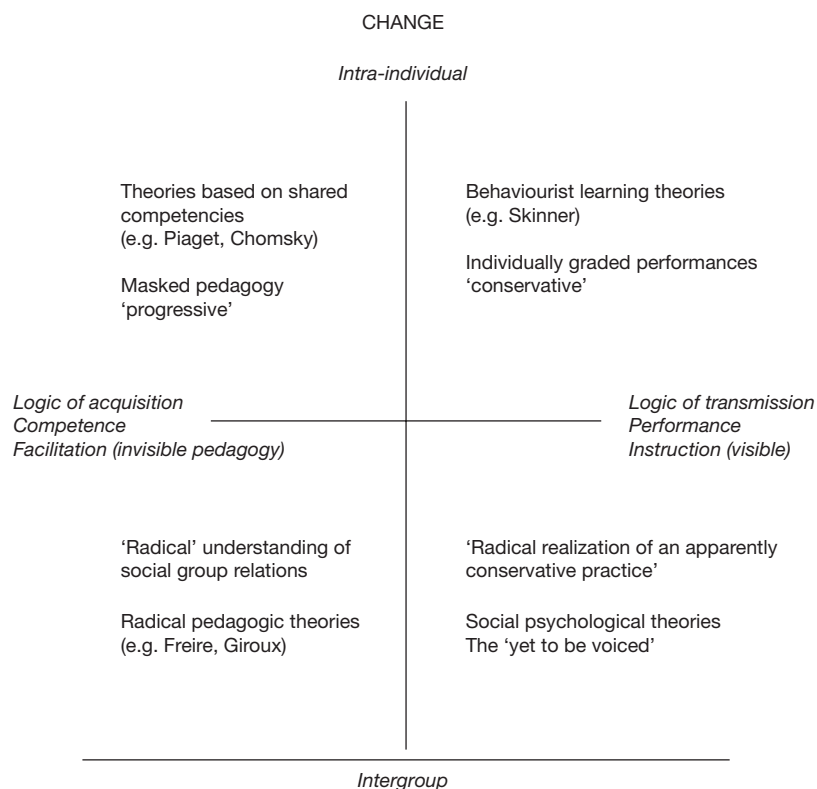 CHANGE
Intra-individual
Theories based on shared
competencies
(e.g. Piaget, Chomsky)
Masked pedagogy
‘progressive’
Behaviourist learning theories
(e.g. Skinner)
Individually graded performances
‘conservative’
Logic of acquisition
Competence
Facilitation (invisible pedagogy)
Logic of transmission
Performance
Instruction (visible)
‘Radical’ understanding of
social group relations
Radical pedagogic theories
(e.g. Freire, Giroux)
‘Radical realization of an apparently
conservative practice’
Social psychological theories
The ‘yet to be voiced’
Intergroup